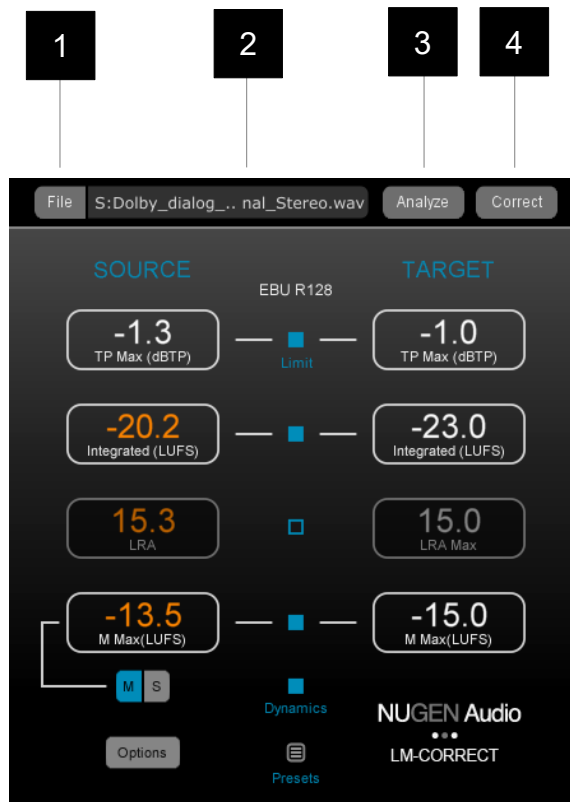 1 2 3 4
File S:Dolby_dialog_.. nal_Stereo.wav Analyze Correct
SOURCE TARGET
EBU R128
-1.3 -1.0
TP Max (dBTP) TP Max (dBTP)
Limit
-20.2 -23.0
Integrated (LUFS) Integrated (LUFS)
15.3 15.0
LRA LRA Max
-13.5 -15.0
M Max(LUFS) M Max(LUFS)
M S
Dynamics
NUGEN Audio
Options LM-CORRECT
Presets